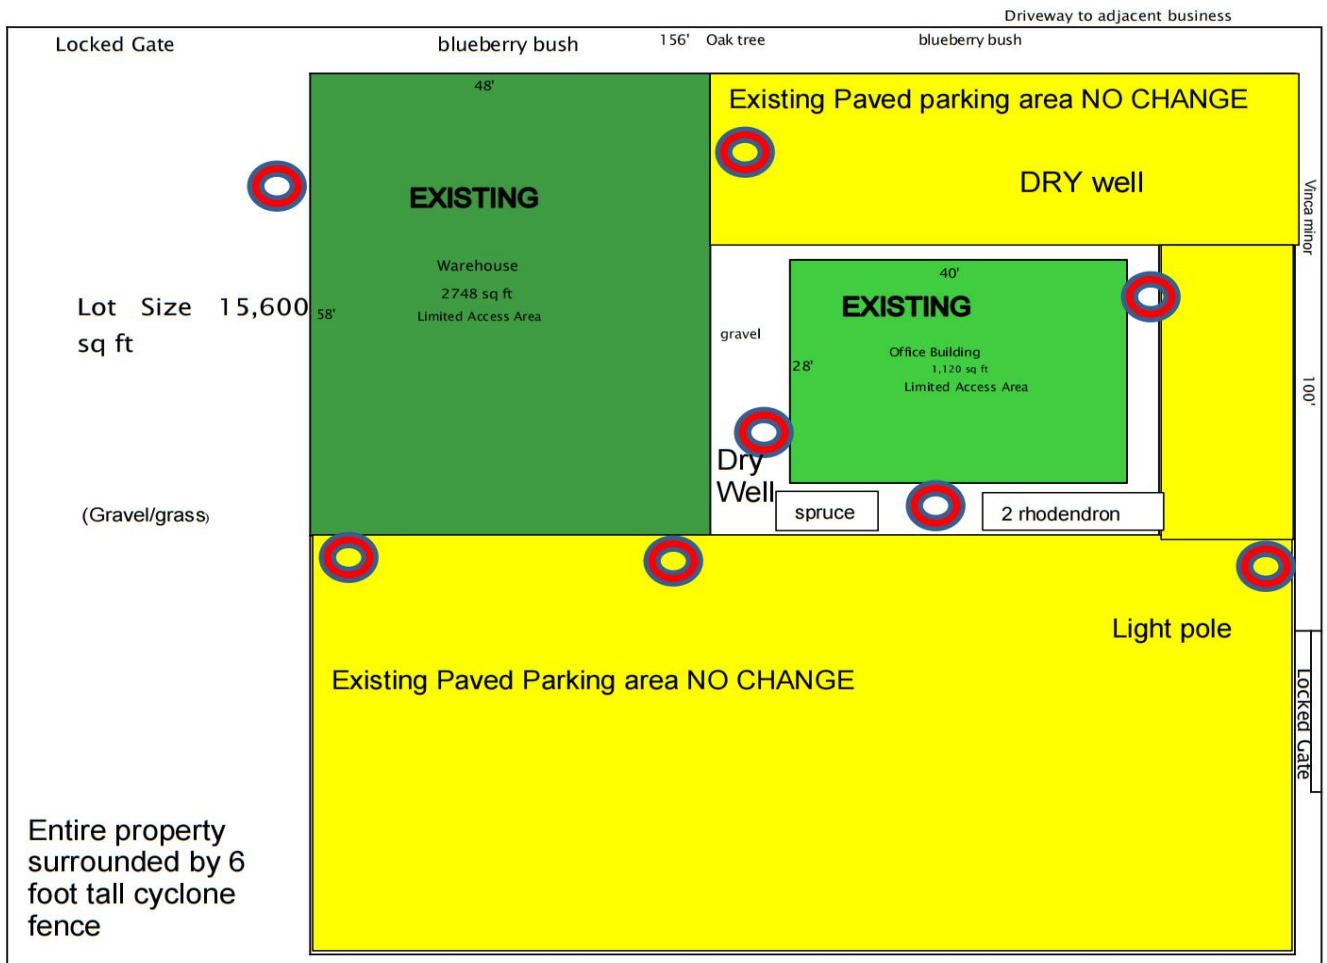 Driveway to adjacent business
Locked Gate
blueberry bush
156' Oak tree
blueberry bush
48'
Existing Paved parking area NO CHANGE
DRY well
EXISTING
Warehouse
2748 sq ft
Limited Access Area
58'
Lot Size 15,600
sq ft
gravel
40'
EXISTING
Office Building
1,120 sq ft
Limited Access Area
28'
Vinca minor
100'
Dry
Well
spruce
2 rhodendron
(Gravel/grass)
Light pole
Existing Paved Parking area NO CHANGE
Locked Gate
Entire property
surrounded by 6
foot tall cyclone
fence